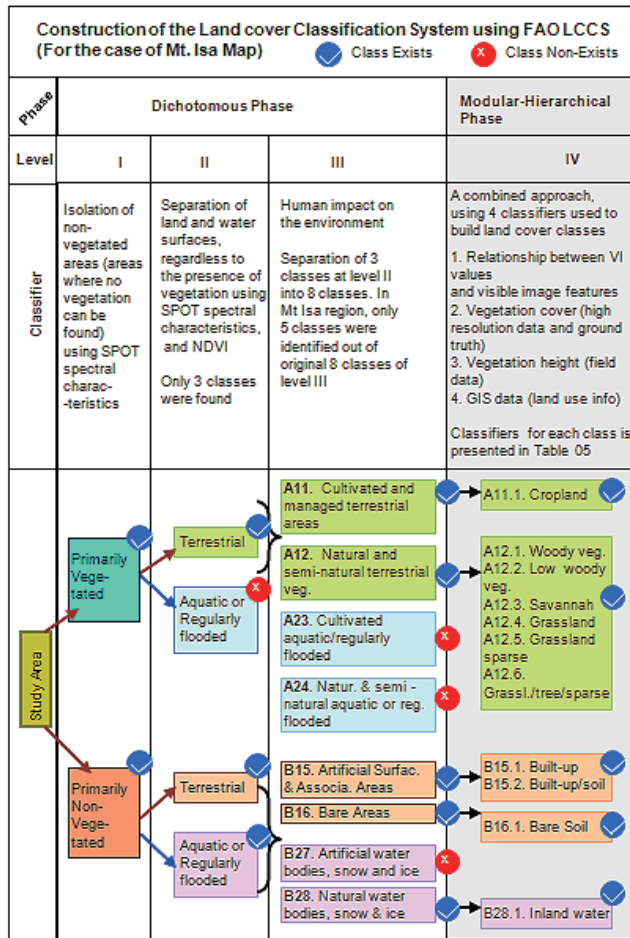 Construction of the Land cover Classification System using FAO LCCS
(For the case of Mt. Isa Map)
Class Exists
x
Class Non-Exists
Phase
Dichotomous Phase
Modular-Hierarchical
Phase
Level
I
II
III
IV
Classifier
Isolation of
non-
vegetated
areas (areas
where no
vegetation
can be
found)
using SPOT
spectral
charac-
-teristics
Separation of
land and water
surfaces,
regardless to
the presence of
vegetation using
SPOT spectral
characteristics,
and NDVI
Only 3 classes
were found
Human impact on
the environment
Separation of 3
classes at level II
into 8 classes. In
Mt Isa region, only
5 classes were
identified out of
original 8 classes of
level III
A combined approach,
using 4 classifiers used to
build land cover classes
1. Relationship between VI
values
and visible image features
2. Vegetation cover (high
resolution data and ground
truth)
3. Vegetation height (field
data)
4. GIS data (land use info)
Classifiers for each class is
presented in Table 05
Study Area
Primarily
Vege-
tated
Terrestrial
Aquatic or
Regularly
flooded
x
A11. Cultivated and
managed terrestrial
areas
A12. Natural and
semi-natural terrestrial
veg.
A23. Cultivated
aquatic/regularly
flooded
x
A24. Natur. & semi -
natural aquatic or reg.
flooded
x
A11.1. Cropland
A12.1. Woody veg.
A12.2. Low woody
veg.
A12.3. Savannah
A12.4. Grassland
A12.5. Grassland
sparse
A12.6.
Grassl./tree/sparse
Primarily
Non-
Vege-
tated
Terrestrial
Aquatic or
Regularly
flooded
B15. Artificial Surfac.
& Associa. Areas
B16. Bare Areas
B27. Artificial water
bodies, snow and ice
x
B28. Natural water
bodies, snow & ice
B15.1. Built-up
B15.2. Built-up/soil
B16.1. Bare Soil
B28.1. Inland water